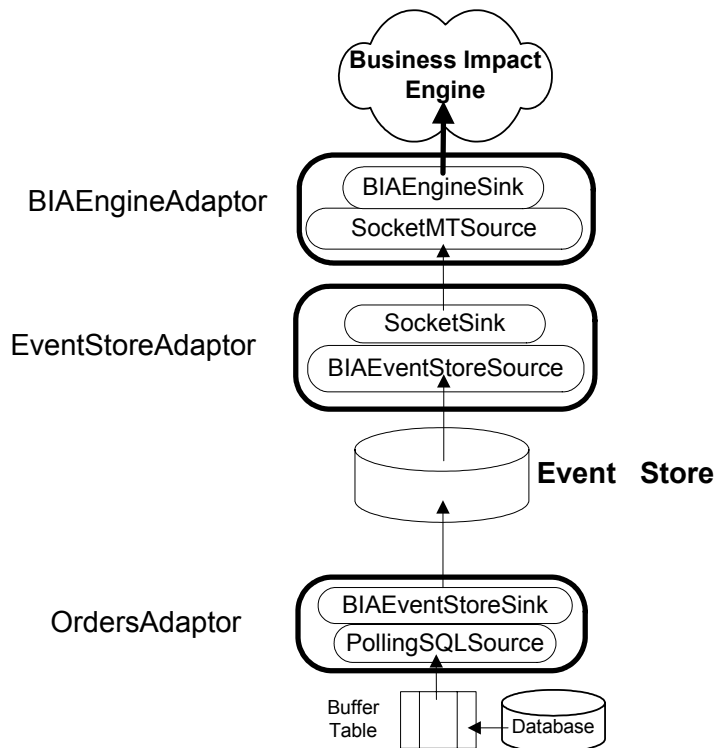 Business Impact
Engine
BIAEngineAdaptor
BIAEngineSink
SocketMTSource
EventStoreAdaptor
SocketSink
BIAEventStoreSource
Event Store
OrdersAdaptor
BIAEventStoreSink
PollingSQLSource
Buffer
Table
Database